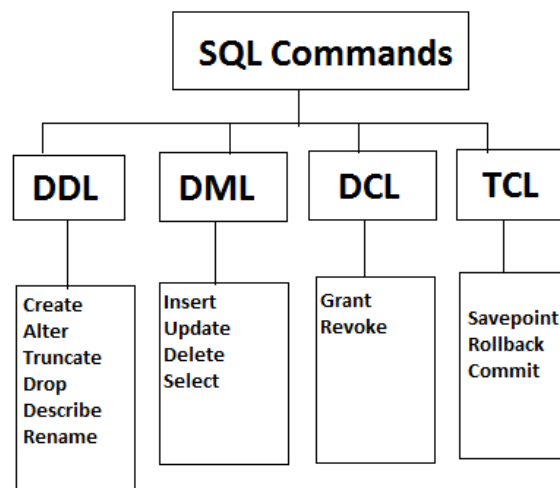 SQL Commands
DDL
DML
DCL
TCL
Create
Alter
Truncate
Drop
Describe
Rename
Insert
Update
Delete
Select
Grant
Revoke
Savepoint
Rollback
Commit